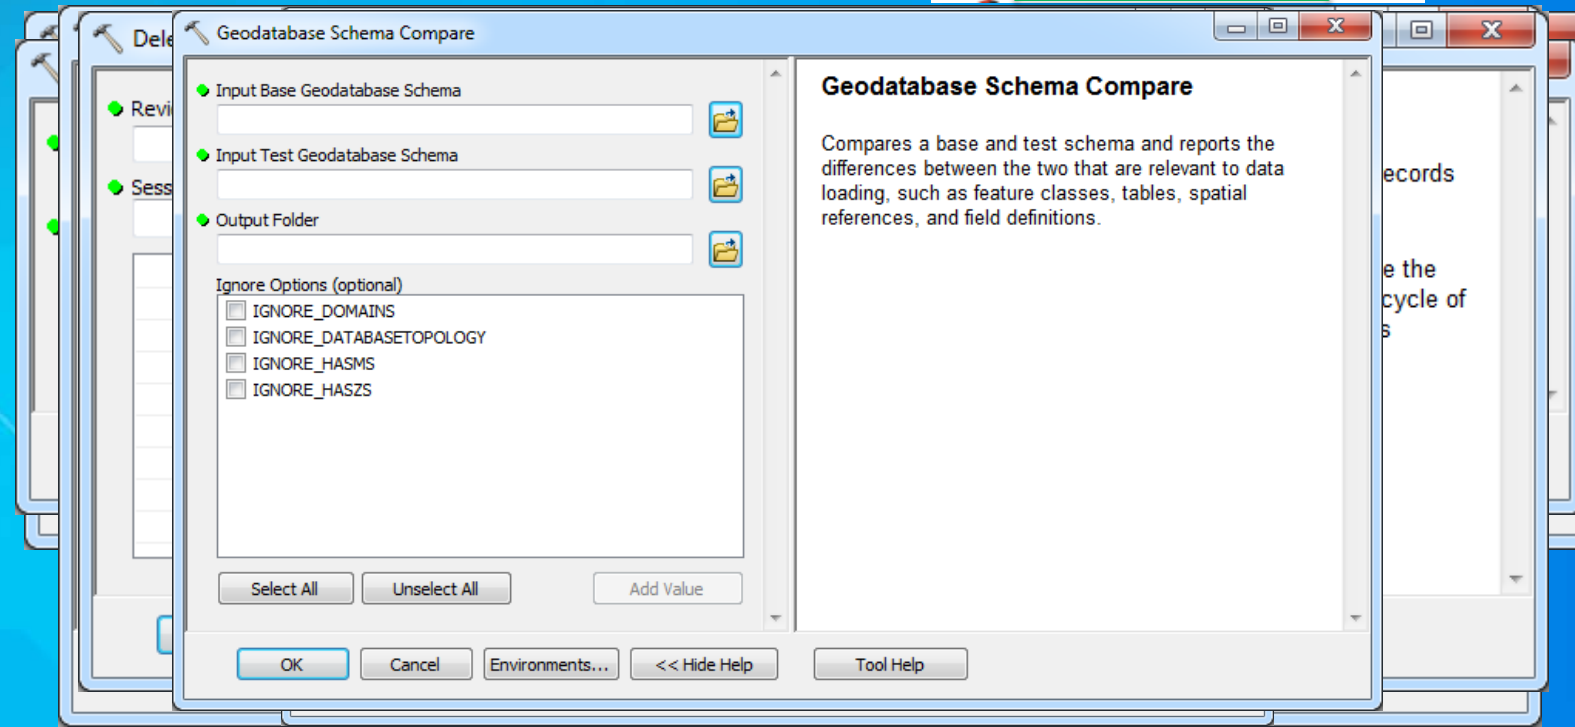 Dele
Geodatabase Schema Compare
Revi
Sess
Input Base Geodatabase Schema
Input Test Geodatabase Schema
Output Folder
Ignore Options (optional)
IGNORE_DOMAINS
IGNORE_DATABASETOPOLOGY
IGNORE_HASMS
IGNORE_HASZS
Select All
Unselect All
Add Value
OK
Cancel
Environments...
<< Hide Help
Tool Help
Geodatabase Schema Compare
Compares a base and test schema and reports the
differences between the two that are relevant to data
loading, such as feature classes, tables, spatial
references, and field definitions.
ecords
e the
cycle of
s